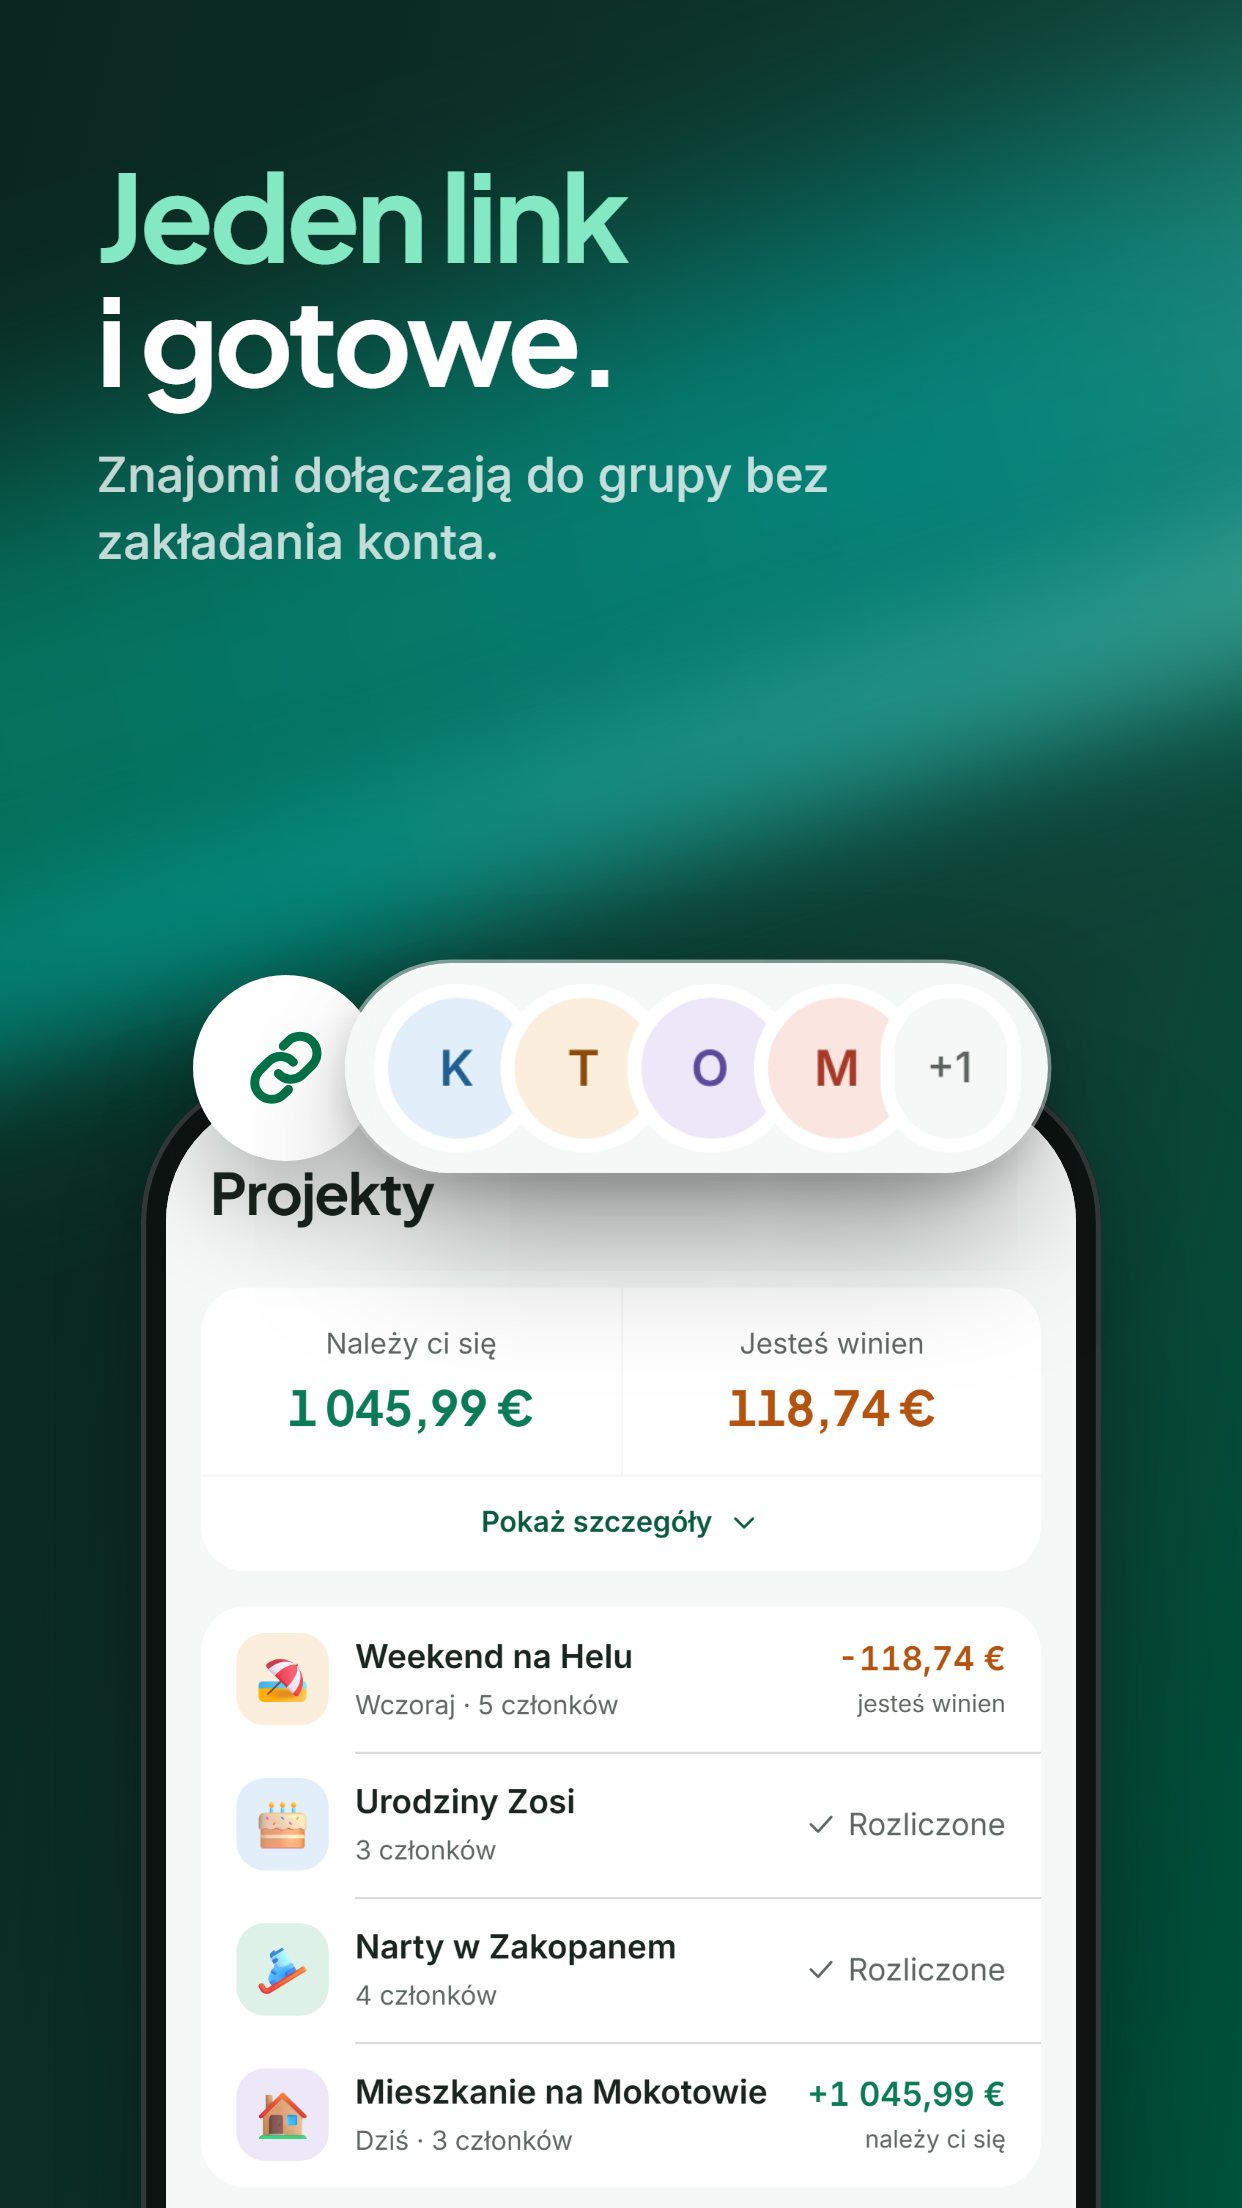 Jeden link
i gotowe.
Znajomi dołączają do grupy bez
zakładania konta.
K T O M +1
Projekty
Należy ci się
1 045,99 €
Jesteś winien
118,74 €
Pokaż szczegóły
Weekend na Helu
-118,74 €
Wczoraj · 5 członków
jesteś winien
Urodziny Zosi
3 członków
Rozliczone
Narty w Zakopanem
4 członków
Rozliczone
Mieszkanie na Mokotowie
+1 045,99 €
Dziś · 3 członków
należy ci się